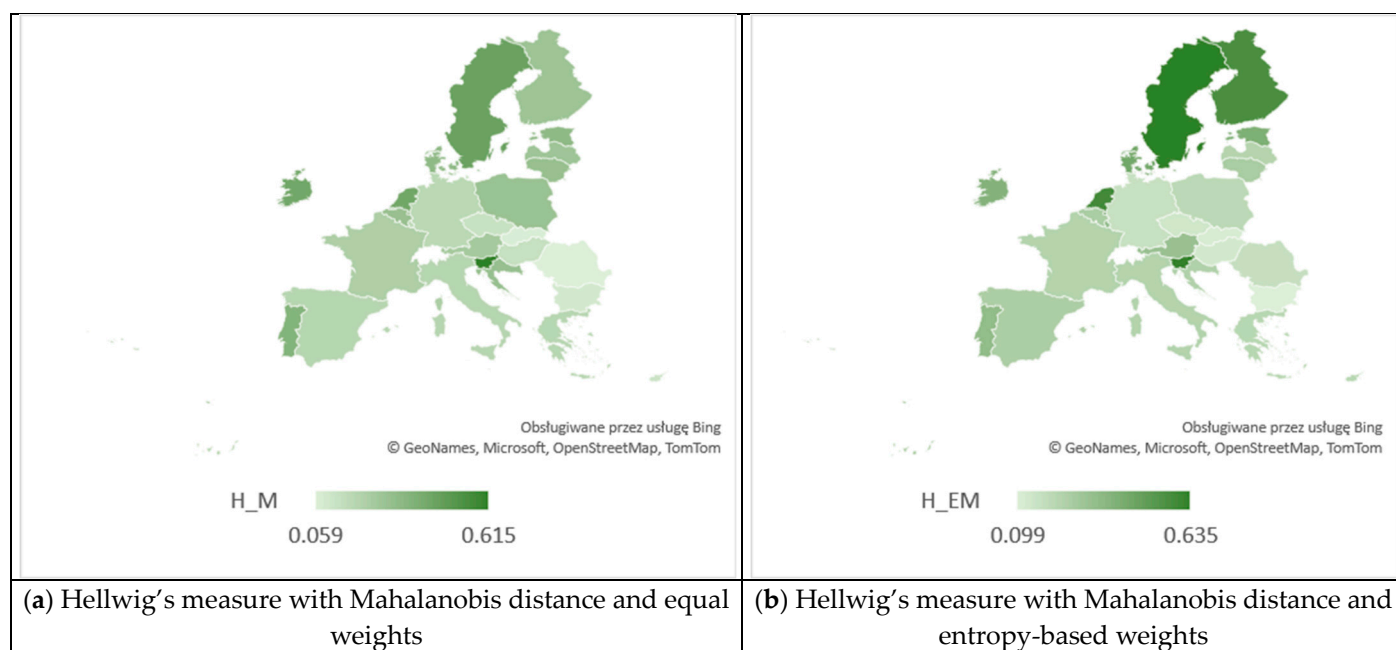 Obsługiwane przez usługę Bing
© GeoNames, Microsoft, OpenStreetMap, TomTom
H_M
0.059 0.615
(a) Hellwig's measure with Mahalanobis distance and equal
weights
Obsługiwane przez usługę Bing
© GeoNames, Microsoft, OpenStreetMap, TomTom
H_EM
0.099 0.635
(b) Hellwig's measure with Mahalanobis distance and
entropy-based weights